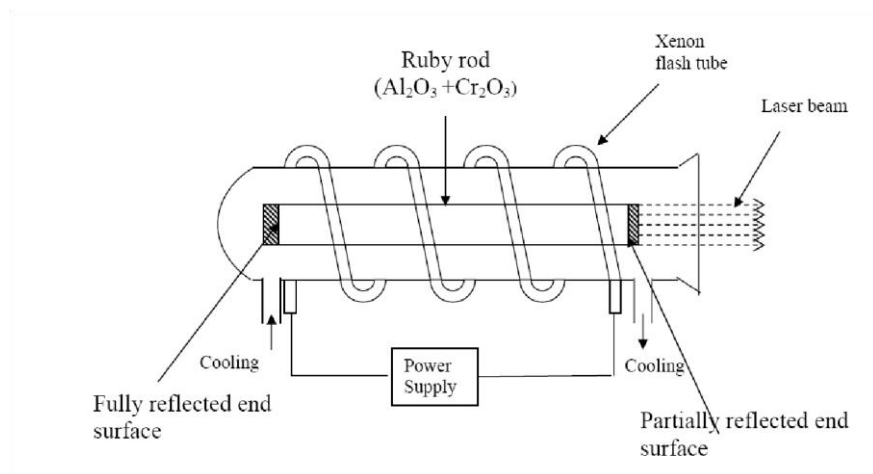 Xenon
flash tube
Ruby rod
(Al₂O₃ +Cr₂O₃)
Laser beam
Cooling
Power
Supply
Cooling
Fully reflected end
surface
Partially reflected end
surface